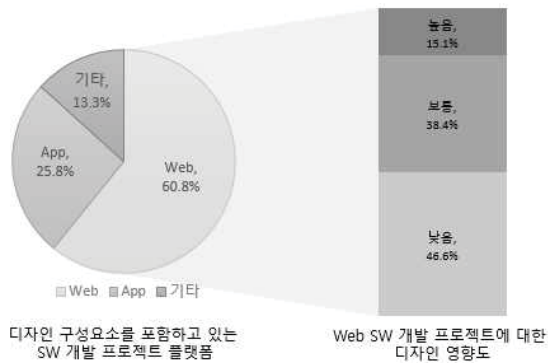 기타,
13.3%
App,
25.8%
Web,
60.8%
Web App 기타
높음,
15.1%
보통,
38.4%
낮음,
46.6%
디자인 구성요소를 포함하고 있는
SW 개발 프로젝트 플랫폼
Web SW 개발 프로젝트에 대한
디자인 영향도